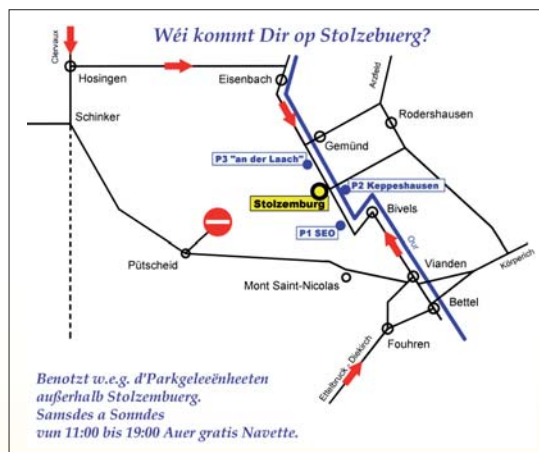 Wéi kommt Dir op Stolzebuerg?
Clervaux
Hosingen
Eisenbach
Arzfeld
Schinker
Gemünd
Rodershausen
P3 "an der Laach"
P2 Keppeshausen
Stolzemburg
Bivels
P1 SEO
Our
Pütscheid
Vianden
Körperich
Mont Saint-Nicolas
Bettel
Fouhren
Ettelbruck - Diekirch
Benotzt w.e.g. d'Parkgeleeënheeten
außerhalb Stolzembuerg.
Samsdes a Sonndes
vun 11:00 bis 19:00 Auer gratis Navette.